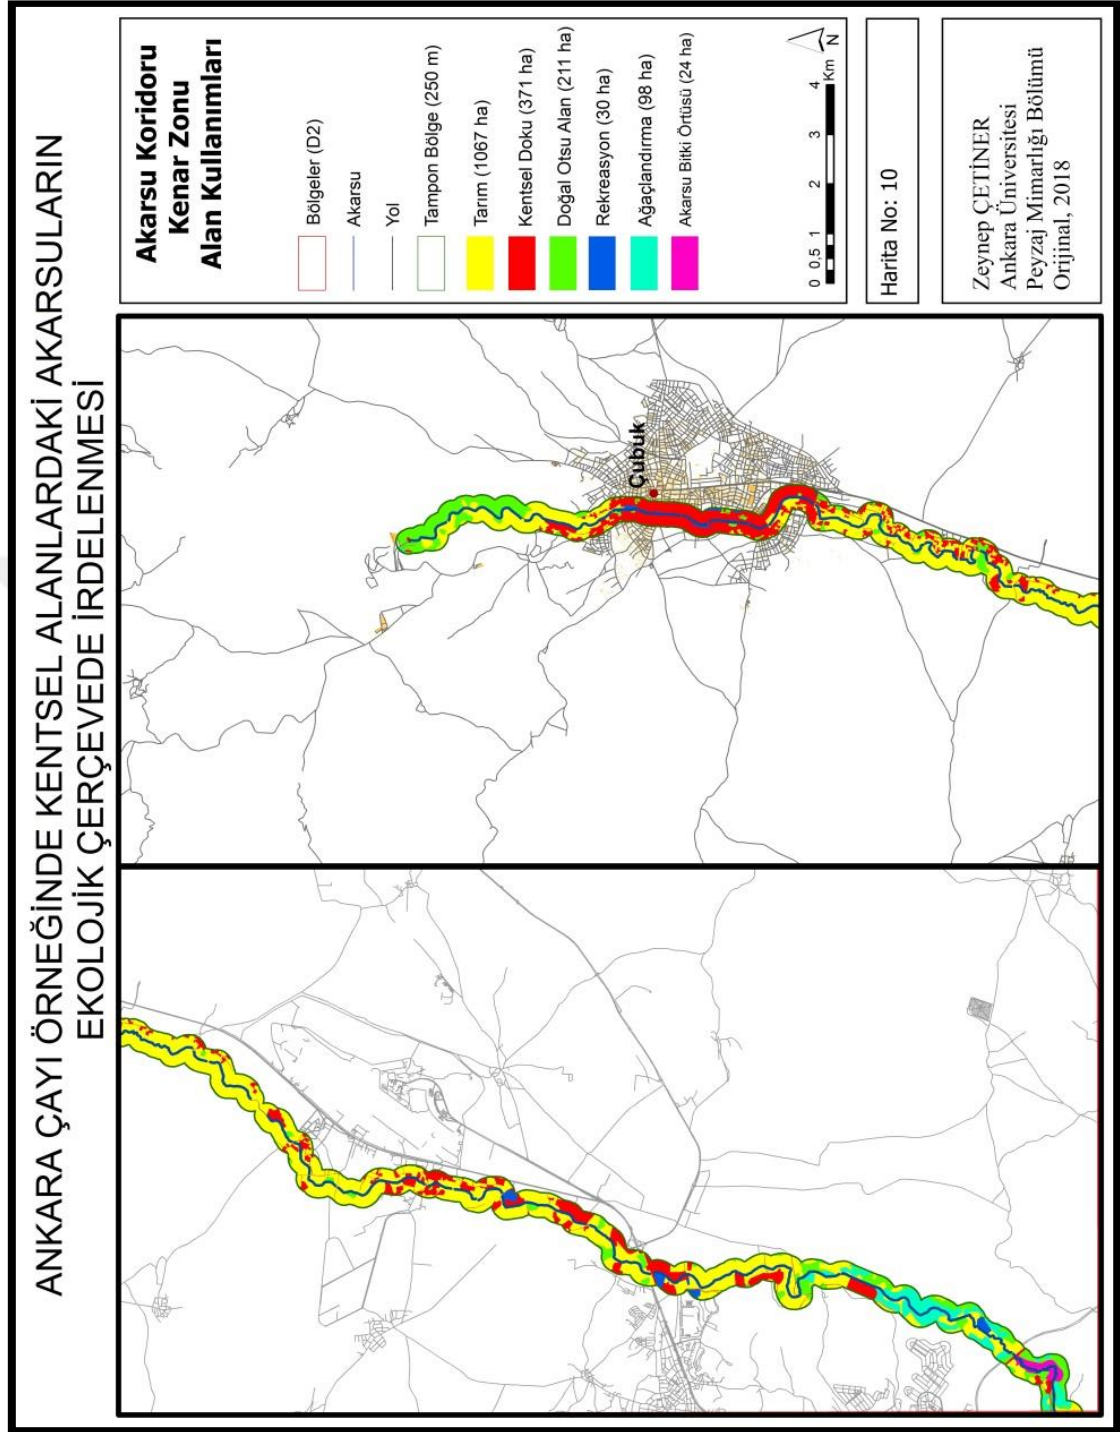 ANKARA ÇAYI ÖRNEĞİNDE KENTSEL ALANLARDAKİ AKARSULARIN
EKOLOJİK ÇERÇEVEDE İRDELENMESİ
Çubuk
Akarsu Koridoru
Kenar Zonu
Alan Kullanımları
Bölgeler (D2)
Akarsu
Yol
Tampon Bölge (250 m)
Tarım (1067 ha)
Kentsel Doku (371 ha)
Doğal Otsu Alan (211 ha)
Rekreasyon (30 ha)
Ağaçlandırma (98 ha)
Akarsu Bitki Örtüsü (24 ha)
0 0,5 1 2 3 4
Km
N
Harita No: 10
Zeynep ÇETİNER
Ankara Üniversitesi
Peyzaj Mimarlığı Bölümü
Orijinal, 2018